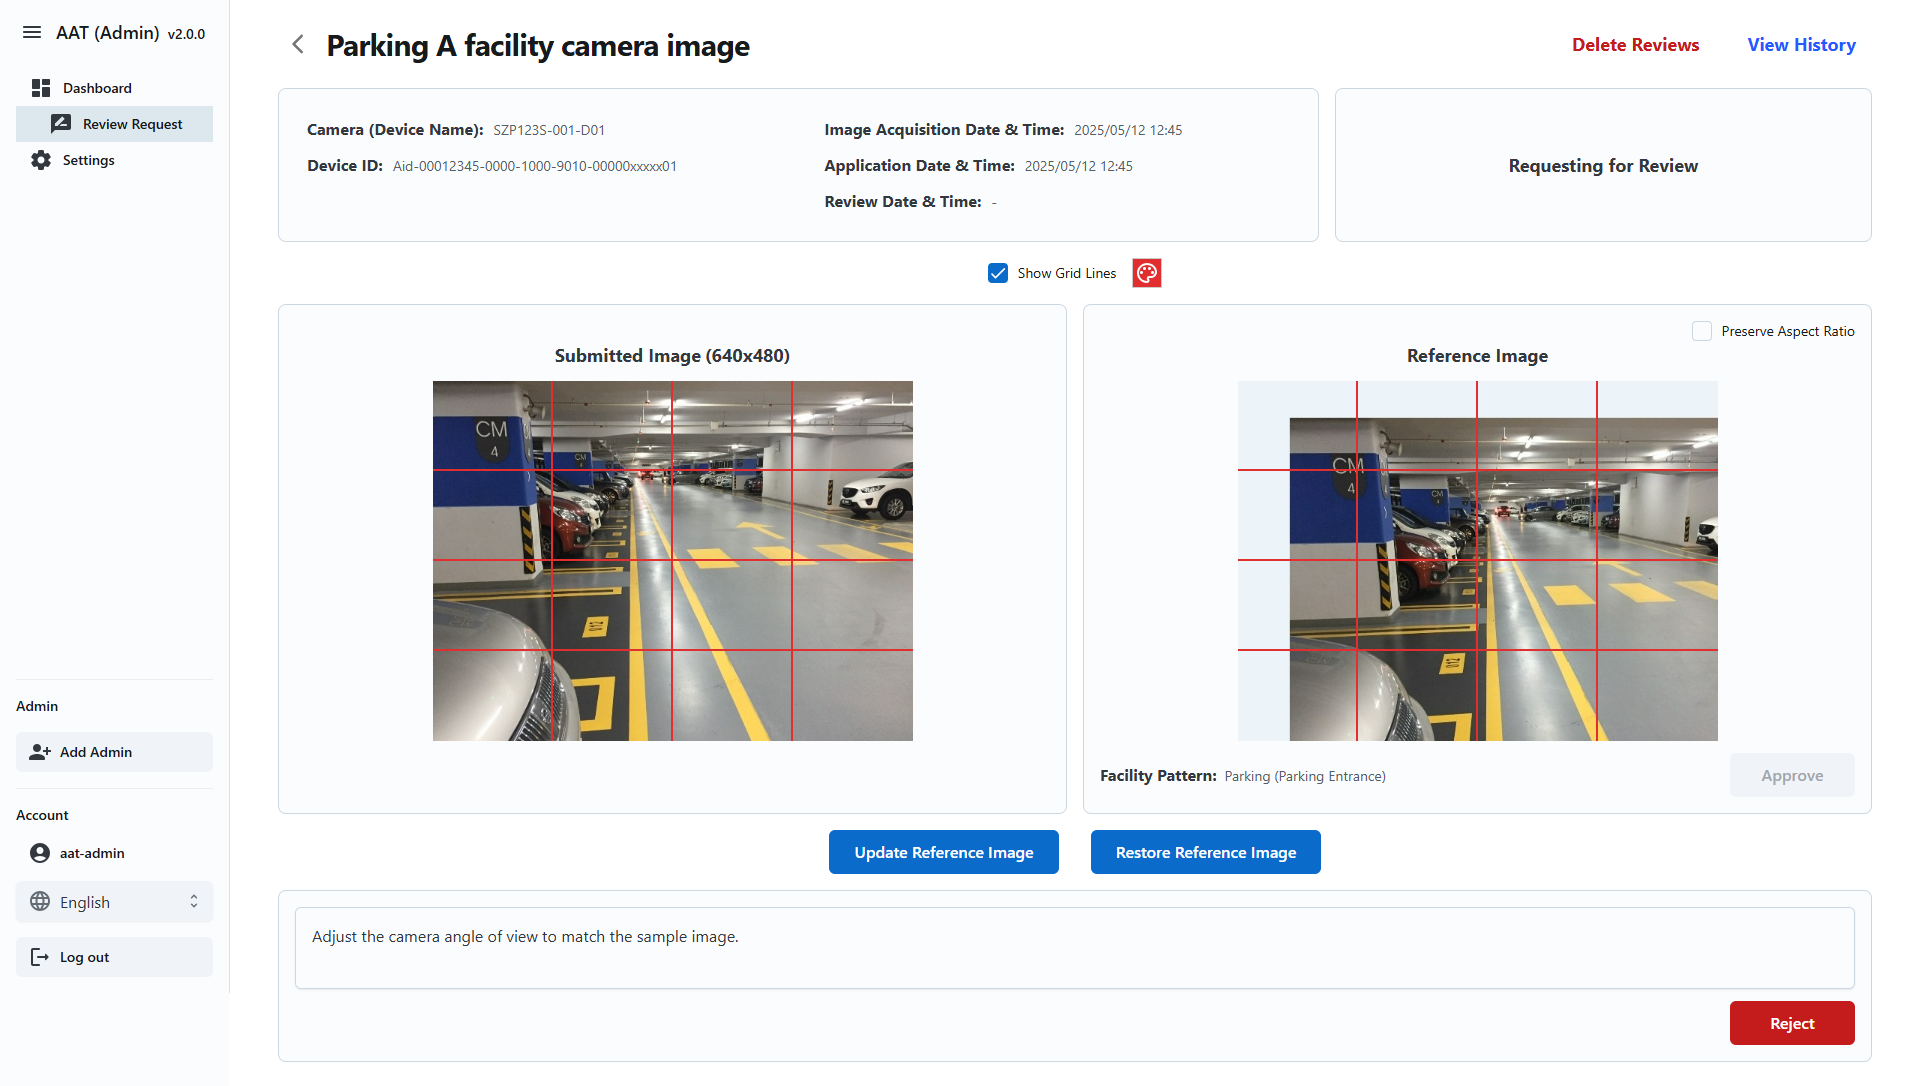 AAT (Admin) v2.0.0
Dashboard
Review Request
Settings
Admin
Add Admin
Account
aat-admin
English
Log out
Parking A facility camera image
Delete Reviews
View History
Camera (Device Name): SZP123S-001-D01
Device ID: Aid-00012345-0000-1000-9010-00000xxxxx01
Image Acquisition Date & Time: 2025/05/12 12:45
Application Date & Time: 2025/05/12 12:45
Review Date & Time: -
Requesting for Review
Show Grid Lines
Submitted Image (640x480)
CM
4
CM
012
Preserve Aspect Ratio
Reference Image
CM
4
CM
012
Facility Pattern: Parking (Parking Entrance)
Approve
Update Reference Image
Restore Reference Image
Adjust the camera angle of view to match the sample image.
Reject